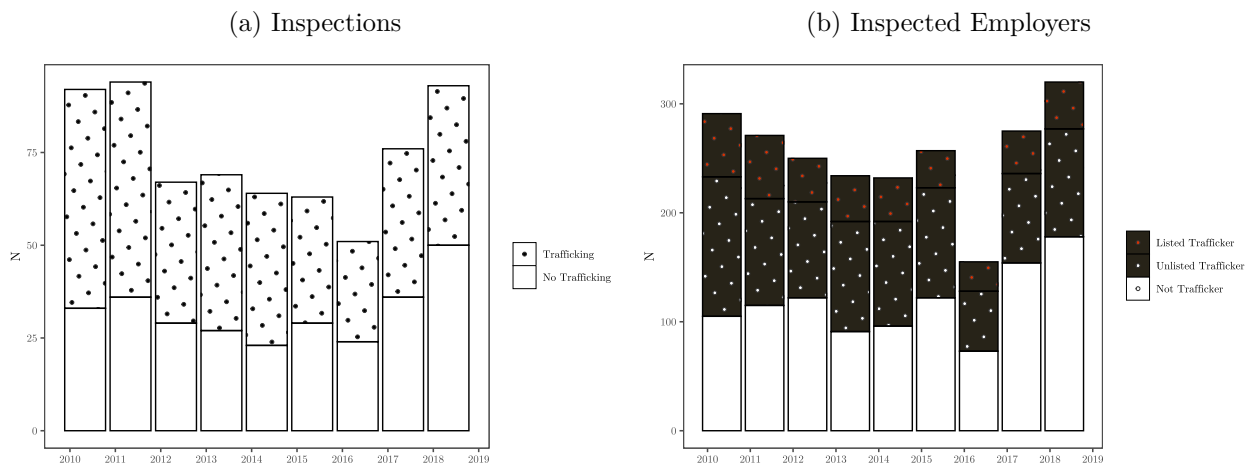 (a) Inspections
(b) Inspected Employers
N
75
50
25
0
2010 2011 2012 2013 2014 2015 2016 2017 2018 2019
Trafficking
No Trafficking
N
300
200
100
0
2010 2011 2012 2013 2014 2015 2016 2017 2018 2019
Listed Trafficker
Unlisted Trafficker
Not Trafficker